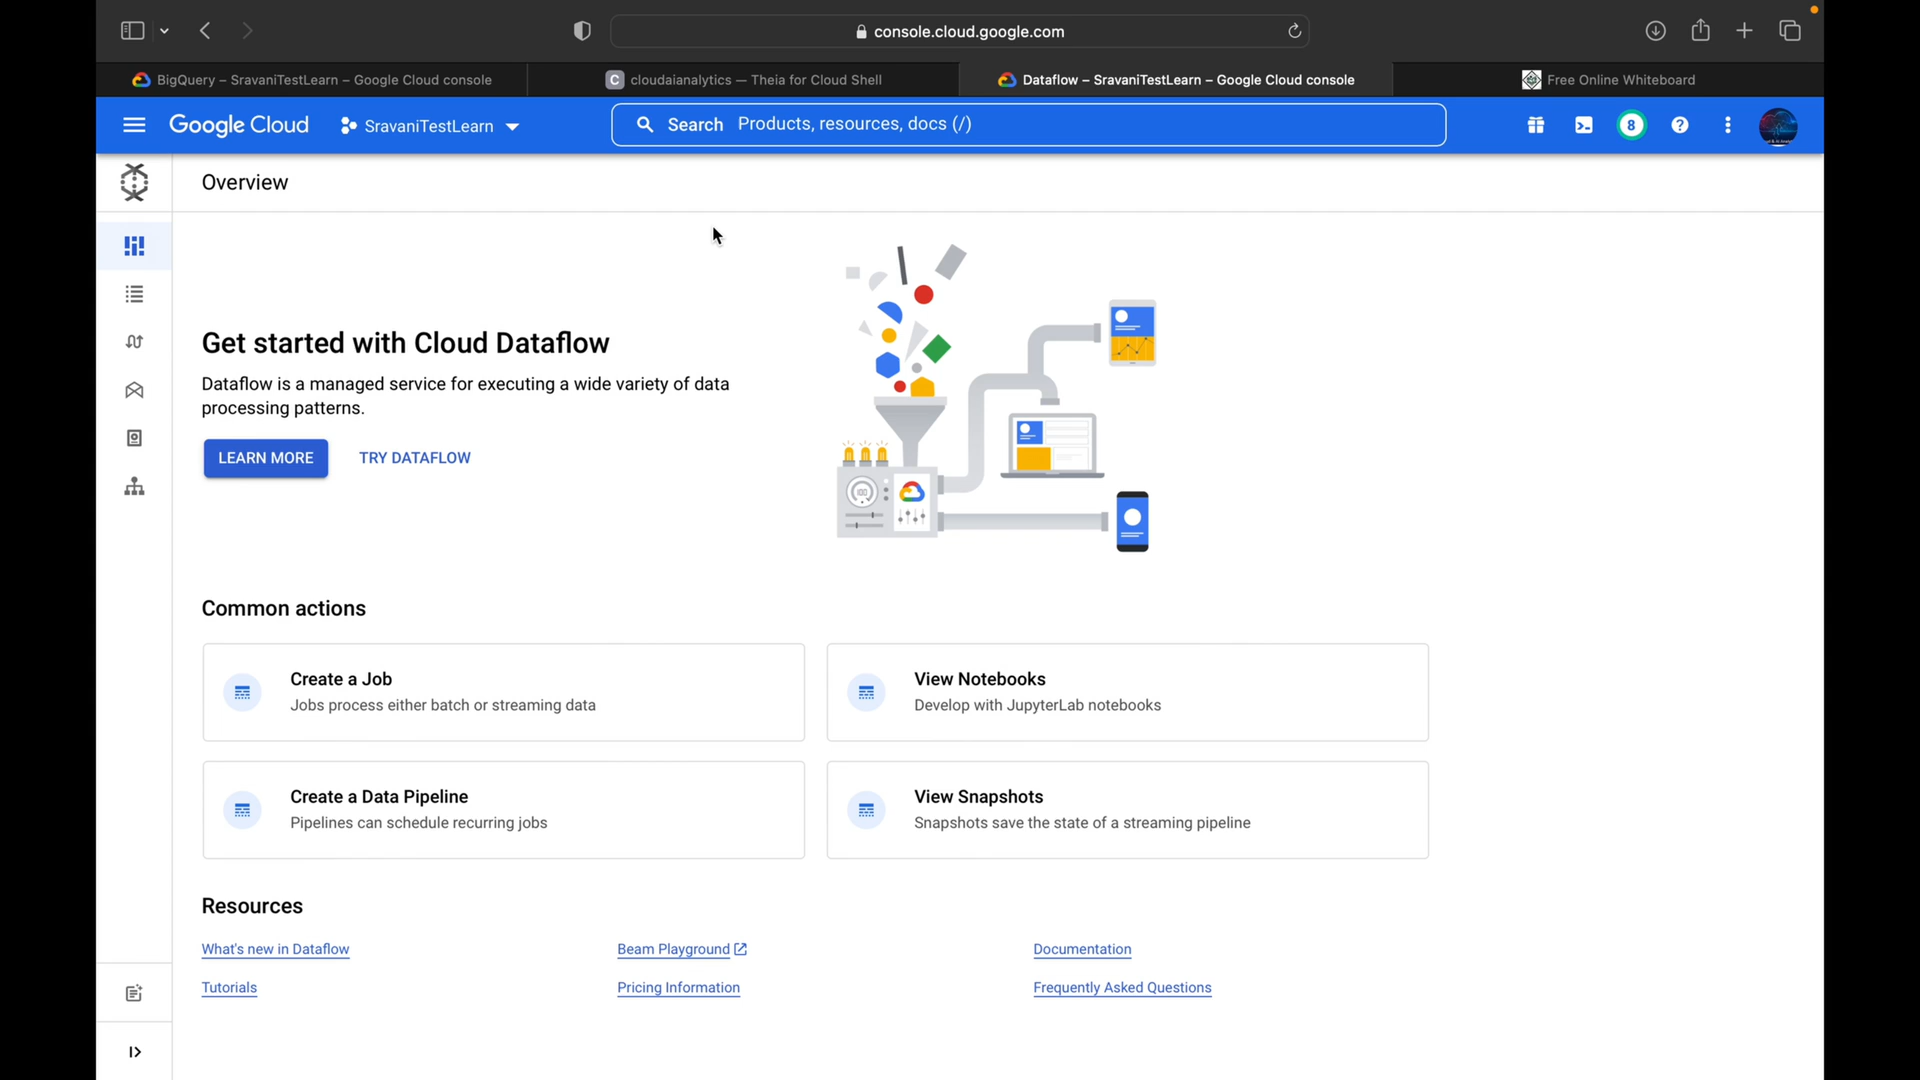 console.cloud.google.com
BigQuery – SravaniTestLearn – Google Cloud console
C cloudaianalytics — Theia for Cloud Shell
Dataflow – SravaniTestLearn – Google Cloud console
Free Online Whiteboard
Google Cloud
SravaniTestLearn
Search Products, resources, docs (/)
8
Overview
Get started with Cloud Dataflow
Dataflow is a managed service for executing a wide variety of data
processing patterns.
LEARN MORE
TRY DATAFLOW
100
Common actions
Create a Job
Jobs process either batch or streaming data
View Notebooks
Develop with JupyterLab notebooks
Create a Data Pipeline
Pipelines can schedule recurring jobs
View Snapshots
Snapshots save the state of a streaming pipeline
Resources
What's new in Dataflow
Beam Playground
Documentation
Tutorials
Pricing Information
Frequently Asked Questions